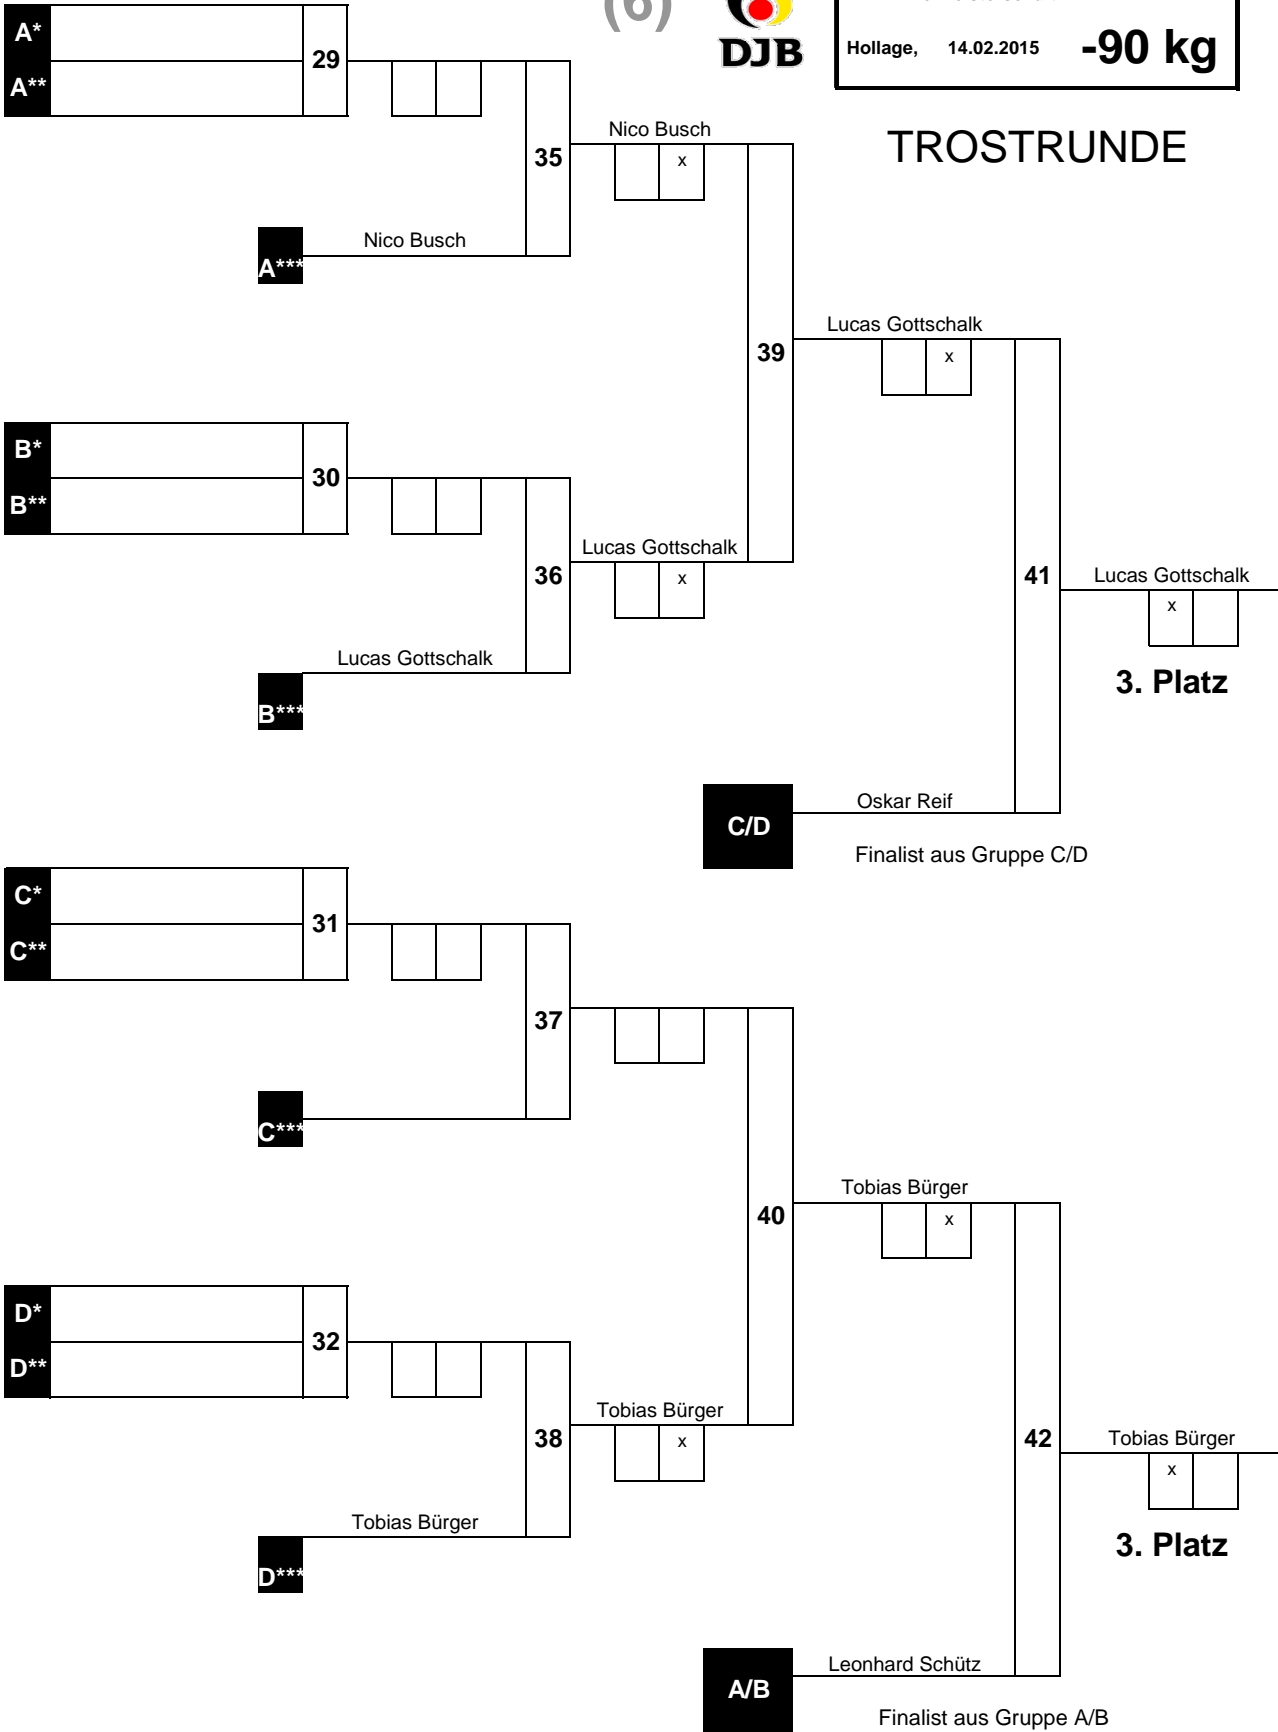 (6)
DJB
Hollage, 14.02.2015 -90 kg
TROSTRUNDE
A*
A**
29
35
Nico Busch
x
A***
Nico Busch
39
Lucas Gottschalk
x
B*
B**
30
36
Lucas Gottschalk
x
B***
Lucas Gottschalk
41
Lucas Gottschalk
x
3. Platz
C/D
Oskar Reif
Finalist aus Gruppe C/D
C*
C**
31
37
C***
40
Tobias Bürger
x
D*
D**
32
38
Tobias Bürger
x
D***
Tobias Bürger
42
Tobias Bürger
x
3. Platz
A/B
Leonhard Schütz
Finalist aus Gruppe A/B